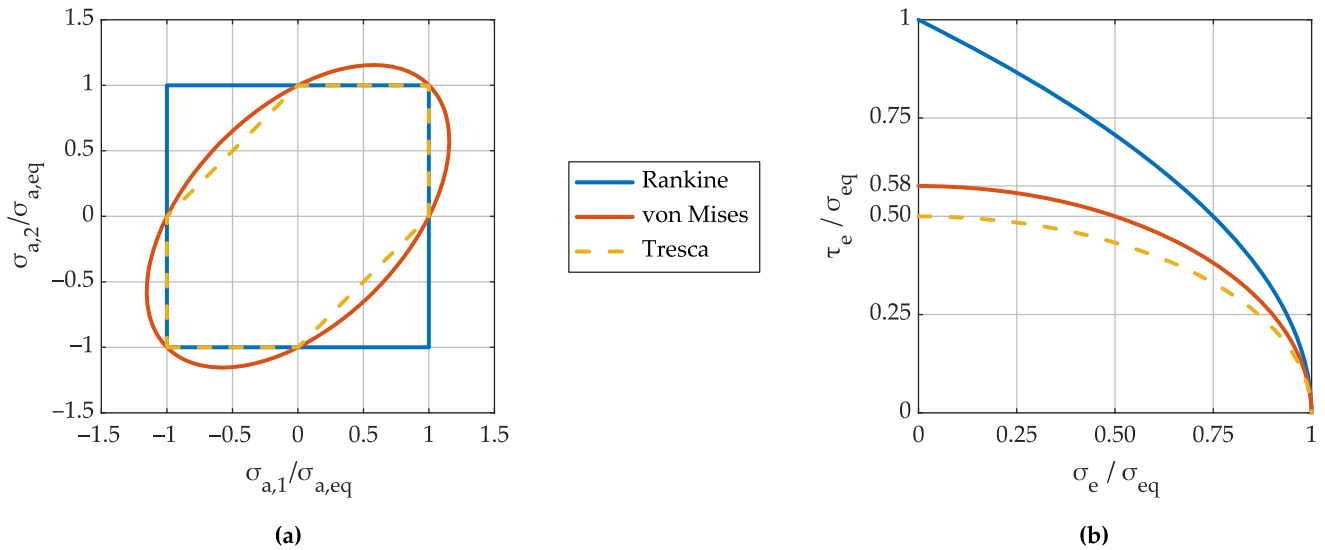 1.5
1
0.5
0
−0.5
−1
−1.5
σa,2/σa,eq
−1.5 −1 −0.5 0 0.5 1 1.5
σa,1/σa,eq
(a)
Rankine
von Mises
Tresca
1
0.75
0.58
0.50
0.25
0
τe / σeq
0 0.25 0.50 0.75 1
σe / σeq
(b)